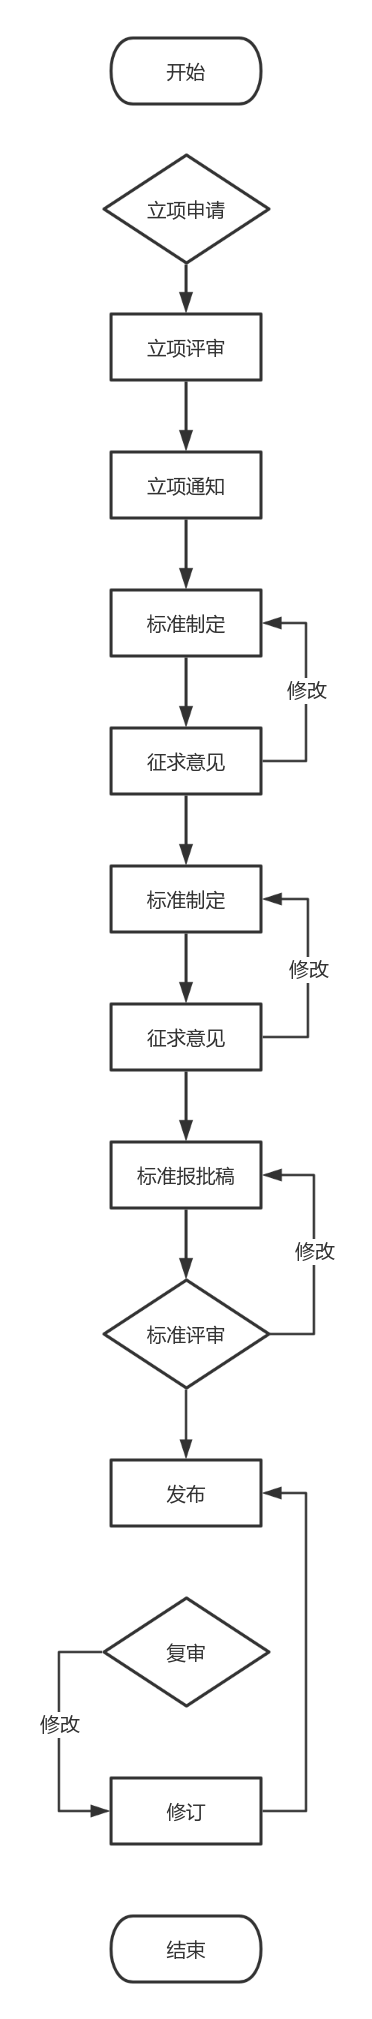 开始
立项申请
立项评审
立项通知
标准制定
修改
征求意见
标准制定
修改
征求意见
标准报批稿
修改
标准评审
发布
复审
修改
修订
结束